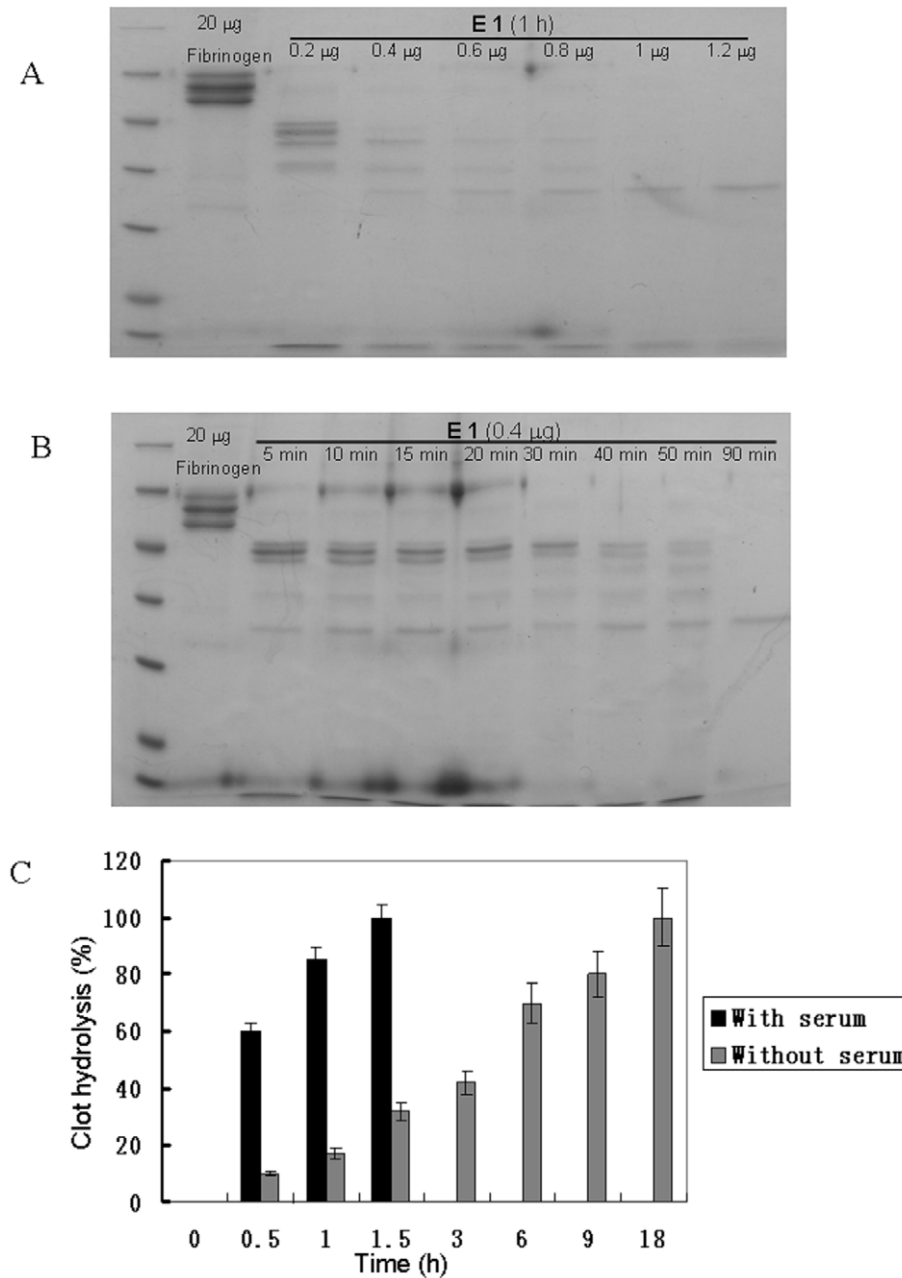 A
20 µg
Fibrinogen
E 1 (1 h)
0.2 µg 0.4 µg 0.6 µg 0.8 µg 1 µg 1.2 µg
B
20 µg
Fibrinogen
E 1 (0.4 µg)
5 min 10 min 15 min 20 min 30 min 40 min 50 min 90 min
C
Clot hydrolysis (%)
120
100
80
60
40
20
0
0 0.5 1 1.5 3 6 9 18
Time (h)
With serum
Without serum